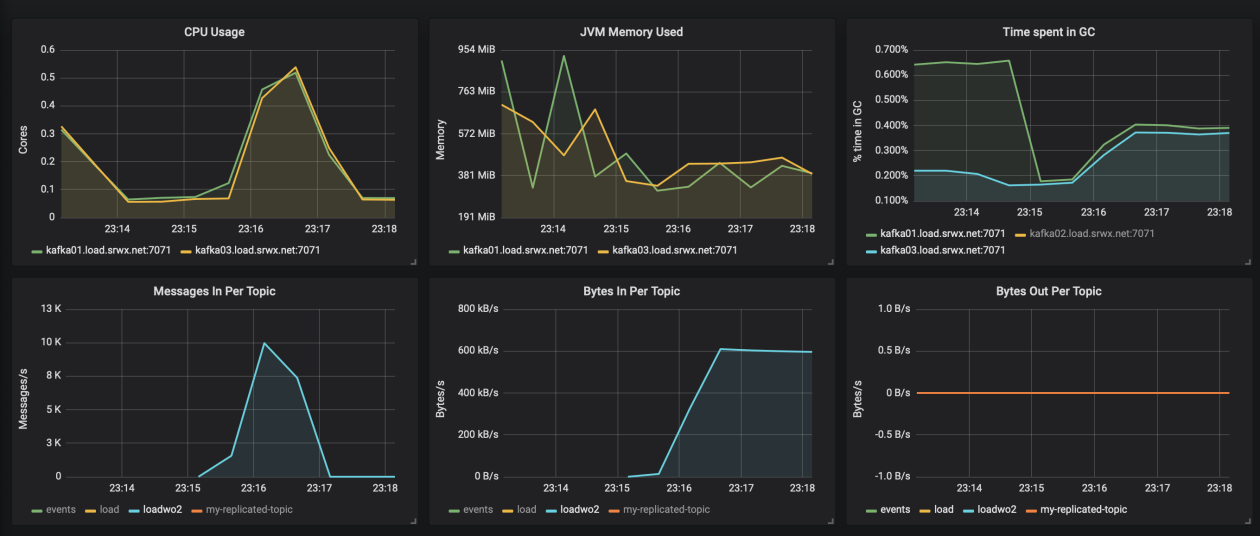 CPU Usage
Cores
0.6
0.5
0.4
0.3
0.2
0.1
0
23:14 23:15 23:16 23:17 23:18
kafka01.load.srwx.net:7071 kafka03.load.srwx.net:7071
JVM Memory Used
Memory
954 MiB
763 MiB
572 MiB
381 MiB
191 MiB
23:14 23:15 23:16 23:17 23:18
kafka01.load.srwx.net:7071 kafka03.load.srwx.net:7071
Time spent in GC
% time in GC
0.700%
0.600%
0.500%
0.400%
0.300%
0.200%
0.100%
23:14 23:15 23:16 23:17 23:18
kafka01.load.srwx.net:7071 kafka02.load.srwx.net:7071
kafka03.load.srwx.net:7071
Messages In Per Topic
Messages/s
13 K
10 K
8 K
5 K
3 K
0
23:14 23:15 23:16 23:17 23:18
events load loadwo2 my-replicated-topic
Bytes In Per Topic
Bytes/s
800 kB/s
600 kB/s
400 kB/s
200 kB/s
0 B/s
23:14 23:15 23:16 23:17 23:18
events load loadwo2 my-replicated-topic
Bytes Out Per Topic
Bytes/s
1.0 B/s
0.5 B/s
0 B/s
-0.5 B/s
-1.0 B/s
23:14 23:15 23:16 23:17 23:18
events load loadwo2 my-replicated-topic